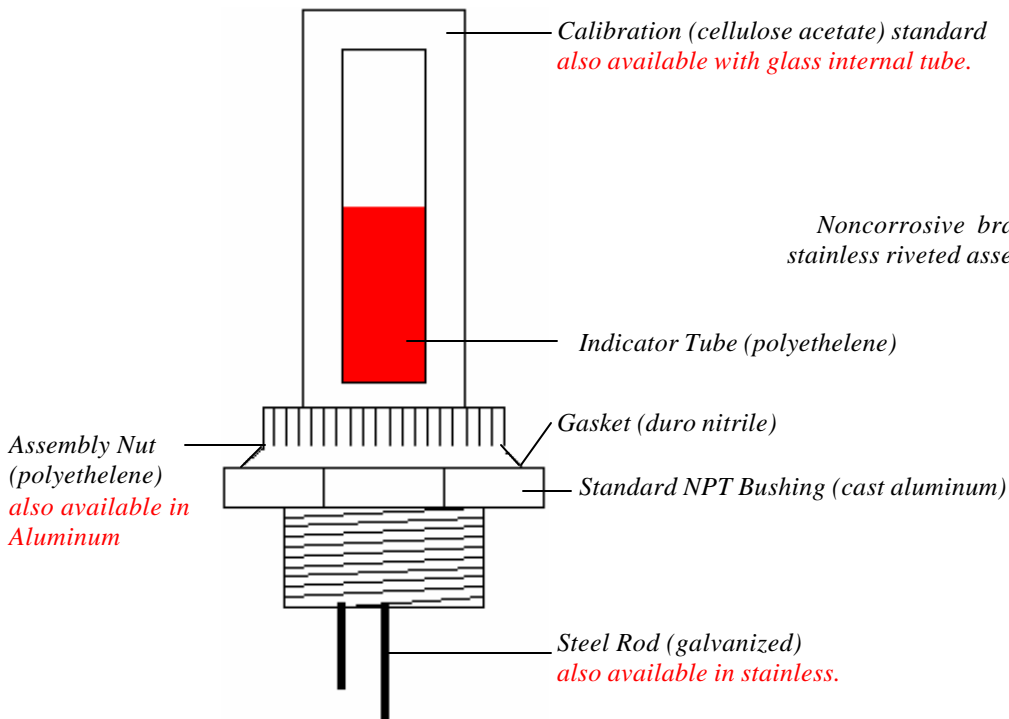 Calibration (cellulose acetate) standard
also available with glass internal tube.
Noncorrosive
stainless riveted
Indicator Tube (polyethelene)
Gasket (duro nitrile)
Assembly Nut
(polyethelene)
also available in
Aluminum
Standard NPT Bushing (cast aluminum)
Steel Rod (galvanized)
also available in stainless.